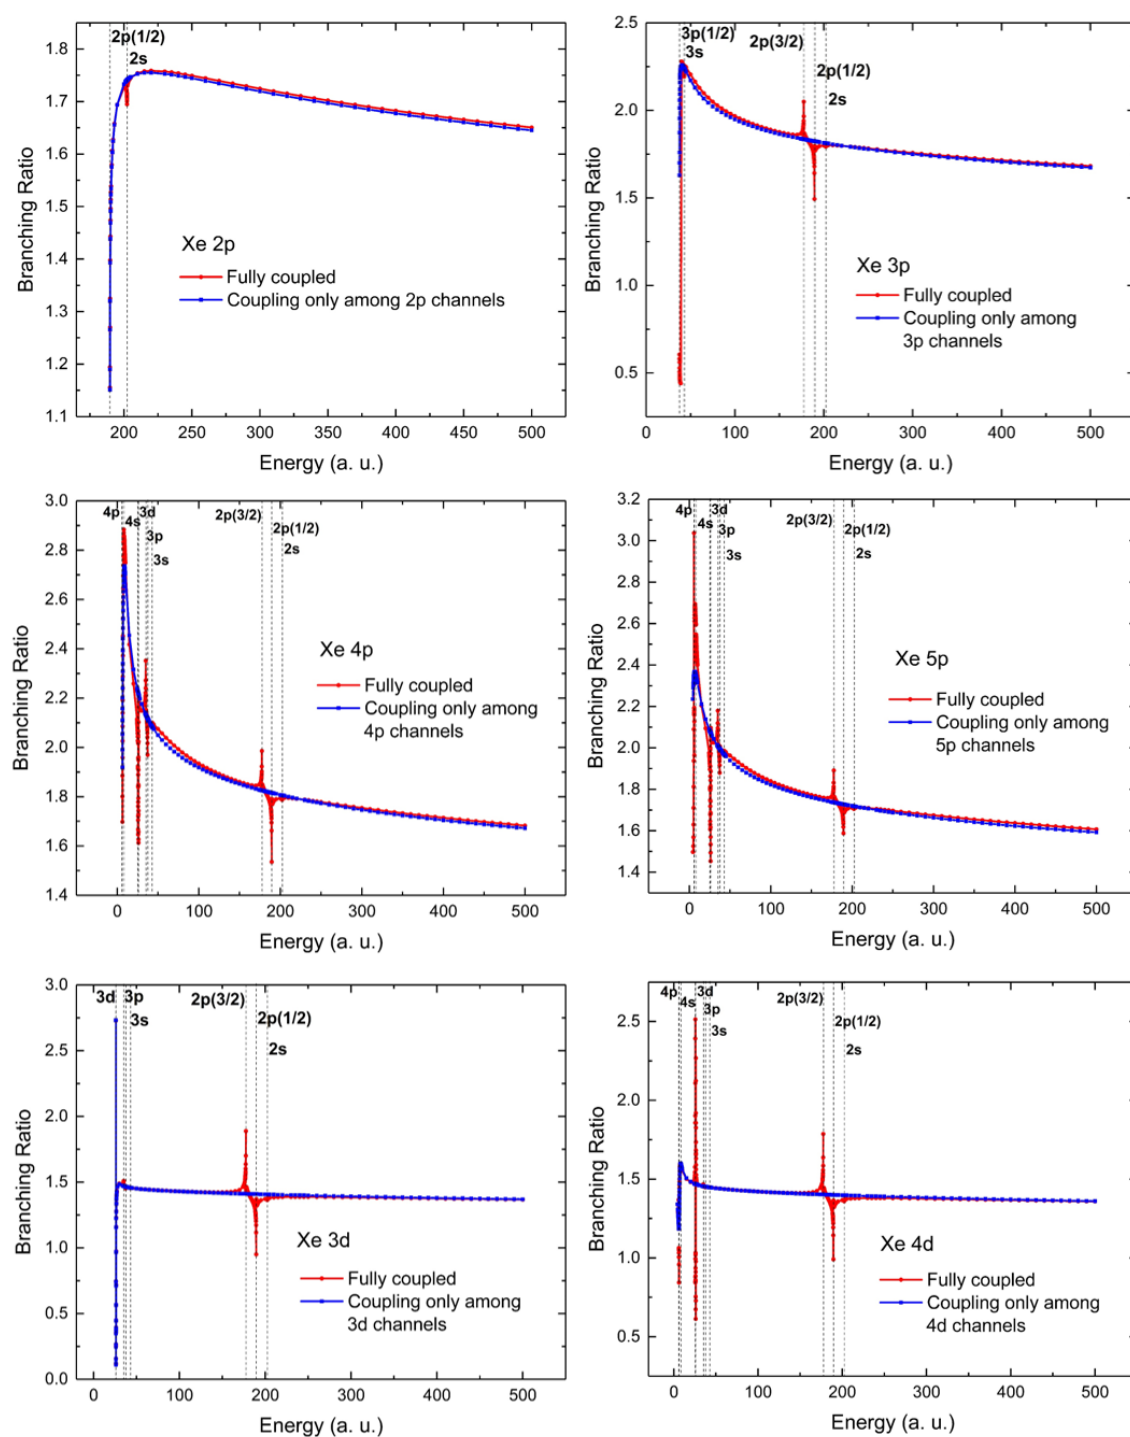 1.8
1.7
1.6
1.5
1.4
1.3
1.2
1.1
Branching Ratio
2p(1/2)
2s
Xe 2p
Fully coupled
Coupling only among 2p channels
200 250 300 350 400 450 500
Energy (a. u.)
2.5
2.0
1.5
1.0
0.5
Branching Ratio
3p(1/2)
3s
2p(3/2)
2p(1/2)
2s
Xe 3p
Fully coupled
Coupling only among
3p channels
0 100 200 300 400 500
Energy (a. u.)
3.0
2.8
2.6
2.4
2.2
2.0
1.8
1.6
1.4
Branching Ratio
4p
4s
3d
3p
3s
2p(3/2)
2p(1/2)
2s
Xe 4p
Fully coupled
Coupling only among
4p channels
0 100 200 300 400 500
Energy (a. u.)
3.2
3.0
2.8
2.6
2.4
2.2
2.0
1.8
1.6
1.4
Branching Ratio
4p
4s
3d
3p
3s
2p(3/2)
2p(1/2)
2s
Xe 5p
Fully coupled
Coupling only among
5p channels
0 100 200 300 400 500
Energy (a. u.)
3.0
2.5
2.0
1.5
1.0
0.5
0.0
Branching Ratio
3d
3p
3s
2p(3/2)
2p(1/2)
2s
Xe 3d
Fully coupled
Coupling only among
3d channels
0 100 200 300 400 500
Energy (a. u.)
2.5
2.0
1.5
1.0
0.5
Branching Ratio
4p
4s
3d
3p
3s
2p(3/2)
2p(1/2)
2s
Xe 4d
Fully coupled
Coupling only among
4d channels
0 100 200 300 400 500
Energy (a. u.)